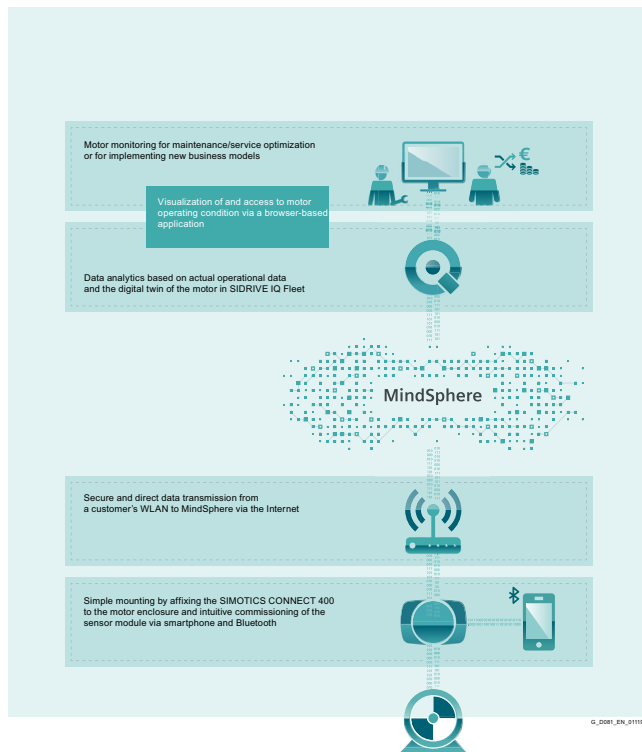 Motor monitoring for maintenance/service optimization
or for implementing new business models
€
Visualization of and access to motor
operating condition via a browser-based
application
Data analytics based on actual operational data
and the digital twin of the motor in SIDRIVE IQ Fleet
MindSphere
Secure and direct data transmission from
a customer's WLAN to MindSphere via the Internet
Simple mounting by affixing the SIMOTICS CONNECT 400
to the motor enclosure and intuitive commissioning of the
sensor module via smartphone and Bluetooth